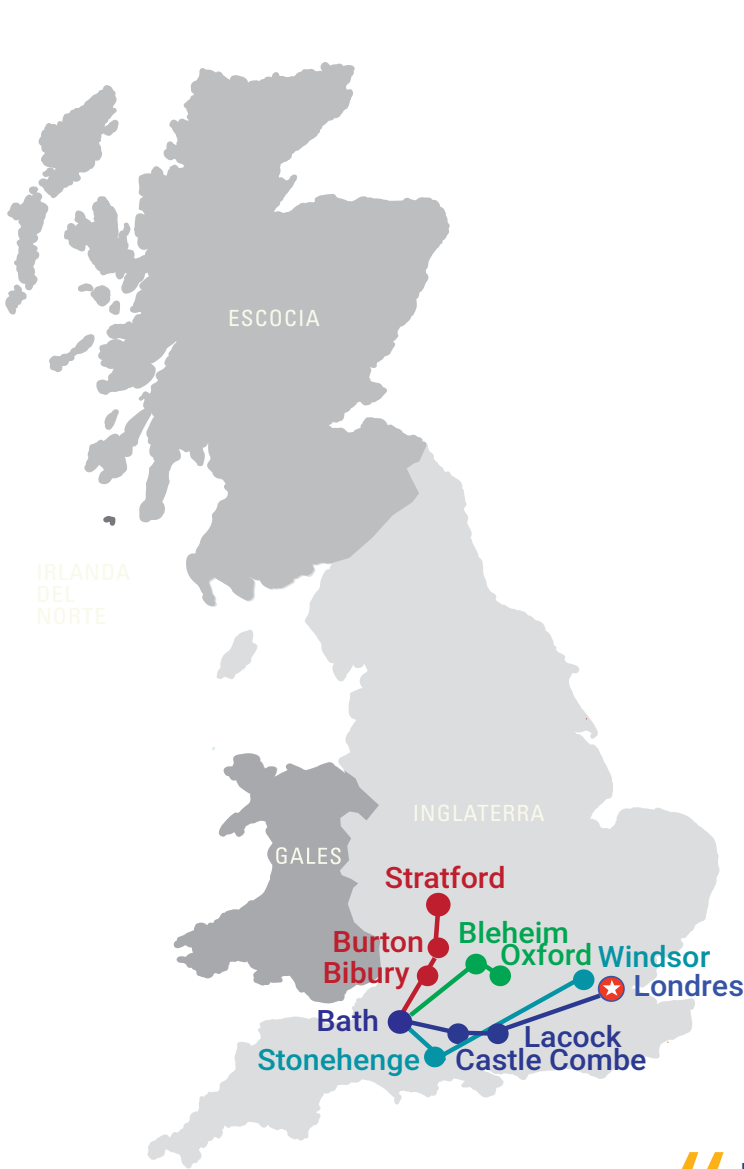 ESCOCIA
IRLANDA
DEL
NORTE
INGLATERRA
GALES
Stratford
Burton
Bleheim
Oxford
Windsor
Bibury
Londres
Bath
Lacock
Stonehenge
Castle Combe